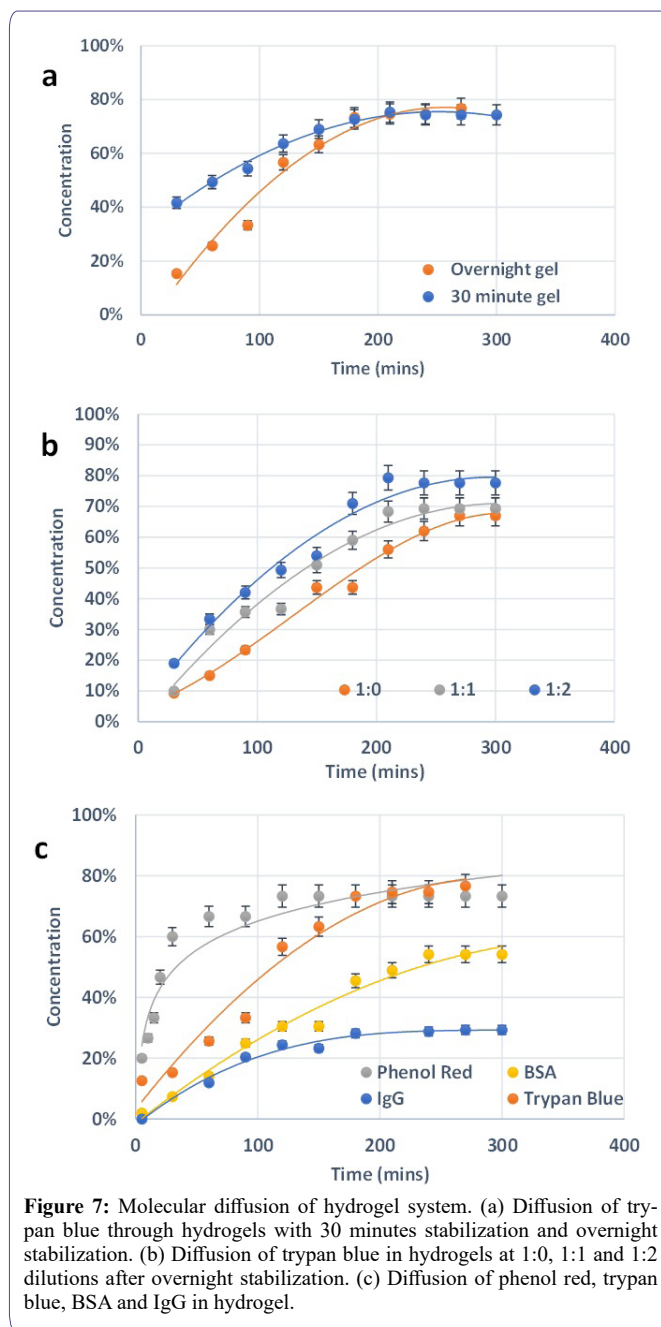 a
100%
80%
60%
40%
20%
0%
Concentration
Overnight gel
30 minute gel
0 100 200 300 400
Time (mins)
b
100%
90%
80%
70%
60%
50%
40%
30%
20%
10%
0%
Concentration
1:0 1:1 1:2
0 100 200 300 400
Time (mins)
c
100%
80%
60%
40%
20%
0%
Concentration
Phenol Red BSA
IgG Trypan Blue
0 100 200 300 400
Time (mins)
Figure 7: Molecular diffusion of hydrogel system. (a) Diffusion of try-
pan blue through hydrogels with 30 minutes stabilization and overnight
stabilization. (b) Diffusion of trypan blue in hydrogels at 1:0, 1:1 and 1:2
dilutions after overnight stabilization. (c) Diffusion of phenol red, trypan
blue, BSA and IgG in hydrogel.